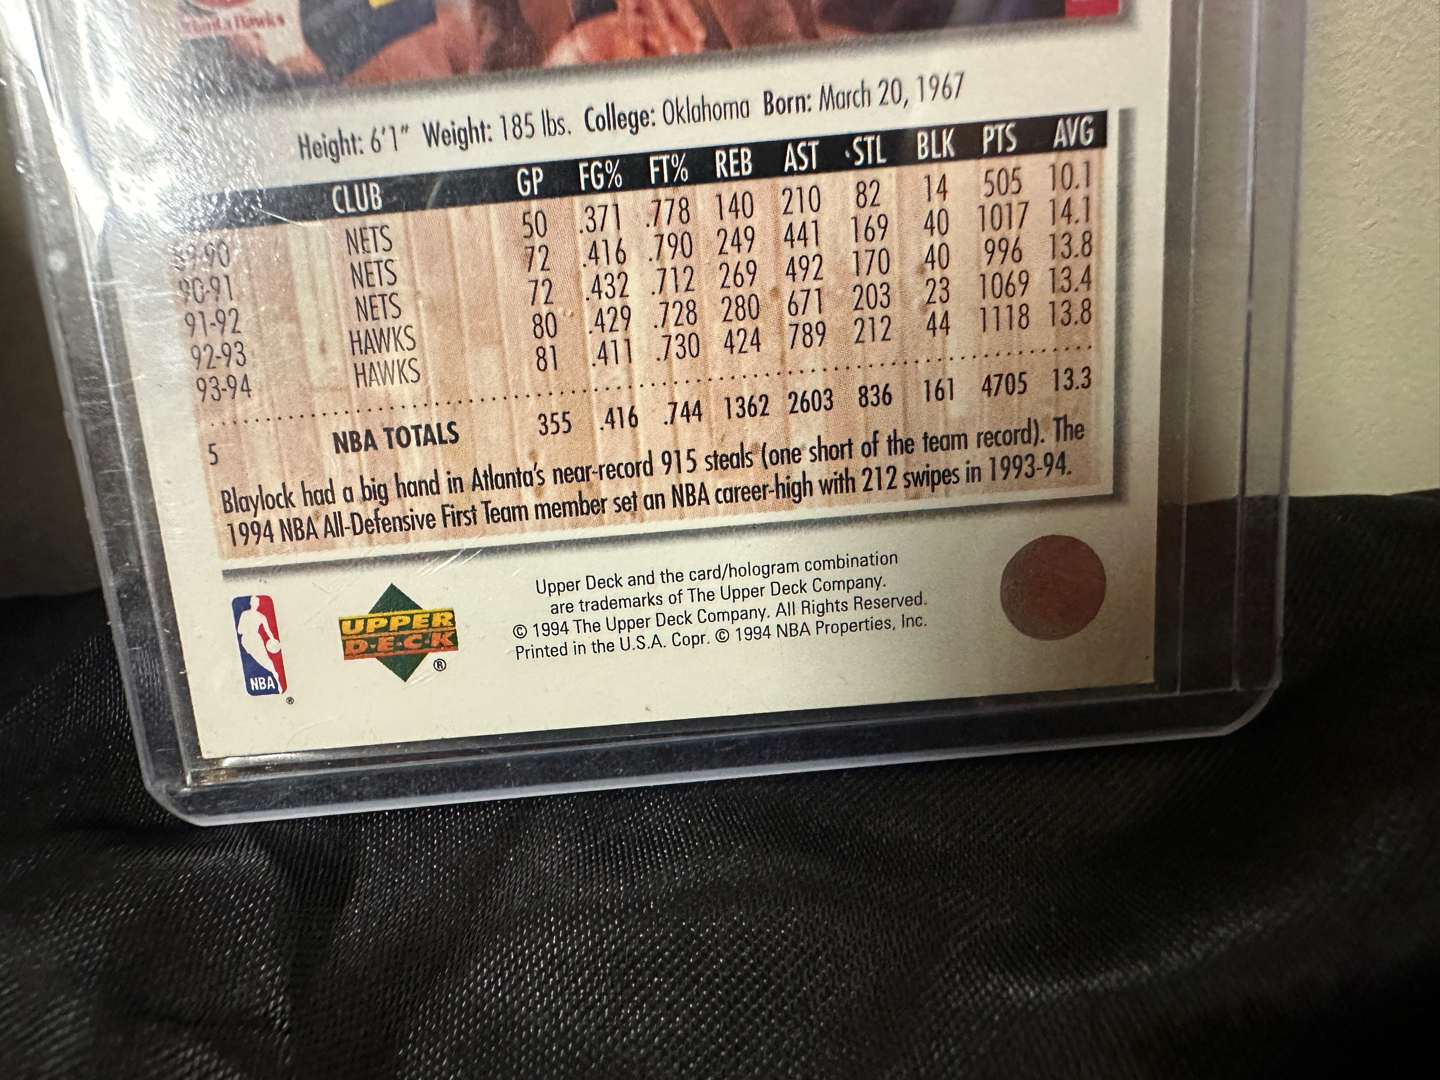 Atlanta Hawks
Height: 6'1" Weight: 185 lbs. College: Oklahoma Born: March 20, 1967
CLUB GP FG% FT% REB AST STL BLK PTS AVG
89-90 NETS 50 .371 .778 140 210 82 14 505 10.1
90-91 NETS 72 .416 .790 249 441 169 40 1017 14.1
91-92 NETS 72 .432 .712 269 492 170 40 996 13.8
92-93 HAWKS 80 .429 .728 280 671 203 23 1069 13.4
93-94 HAWKS 81 .411 .730 424 789 212 44 1118 13.8
5 NBA TOTALS 355 .416 .744 1362 2603 836 161 4705 13.3
Blaylock had a big hand in Atlanta's near-record 915 steals (one short of the team record). The
1994 NBA All-Defensive First Team member set an NBA career-high with 212 swipes in 1993-94.
NBA ®
UPPER
D·E·C·K ®
Upper Deck and the card/hologram combination
are trademarks of The Upper Deck Company.
© 1994 The Upper Deck Company. All Rights Reserved.
Printed in the U.S.A. Copr. © 1994 NBA Properties, Inc.